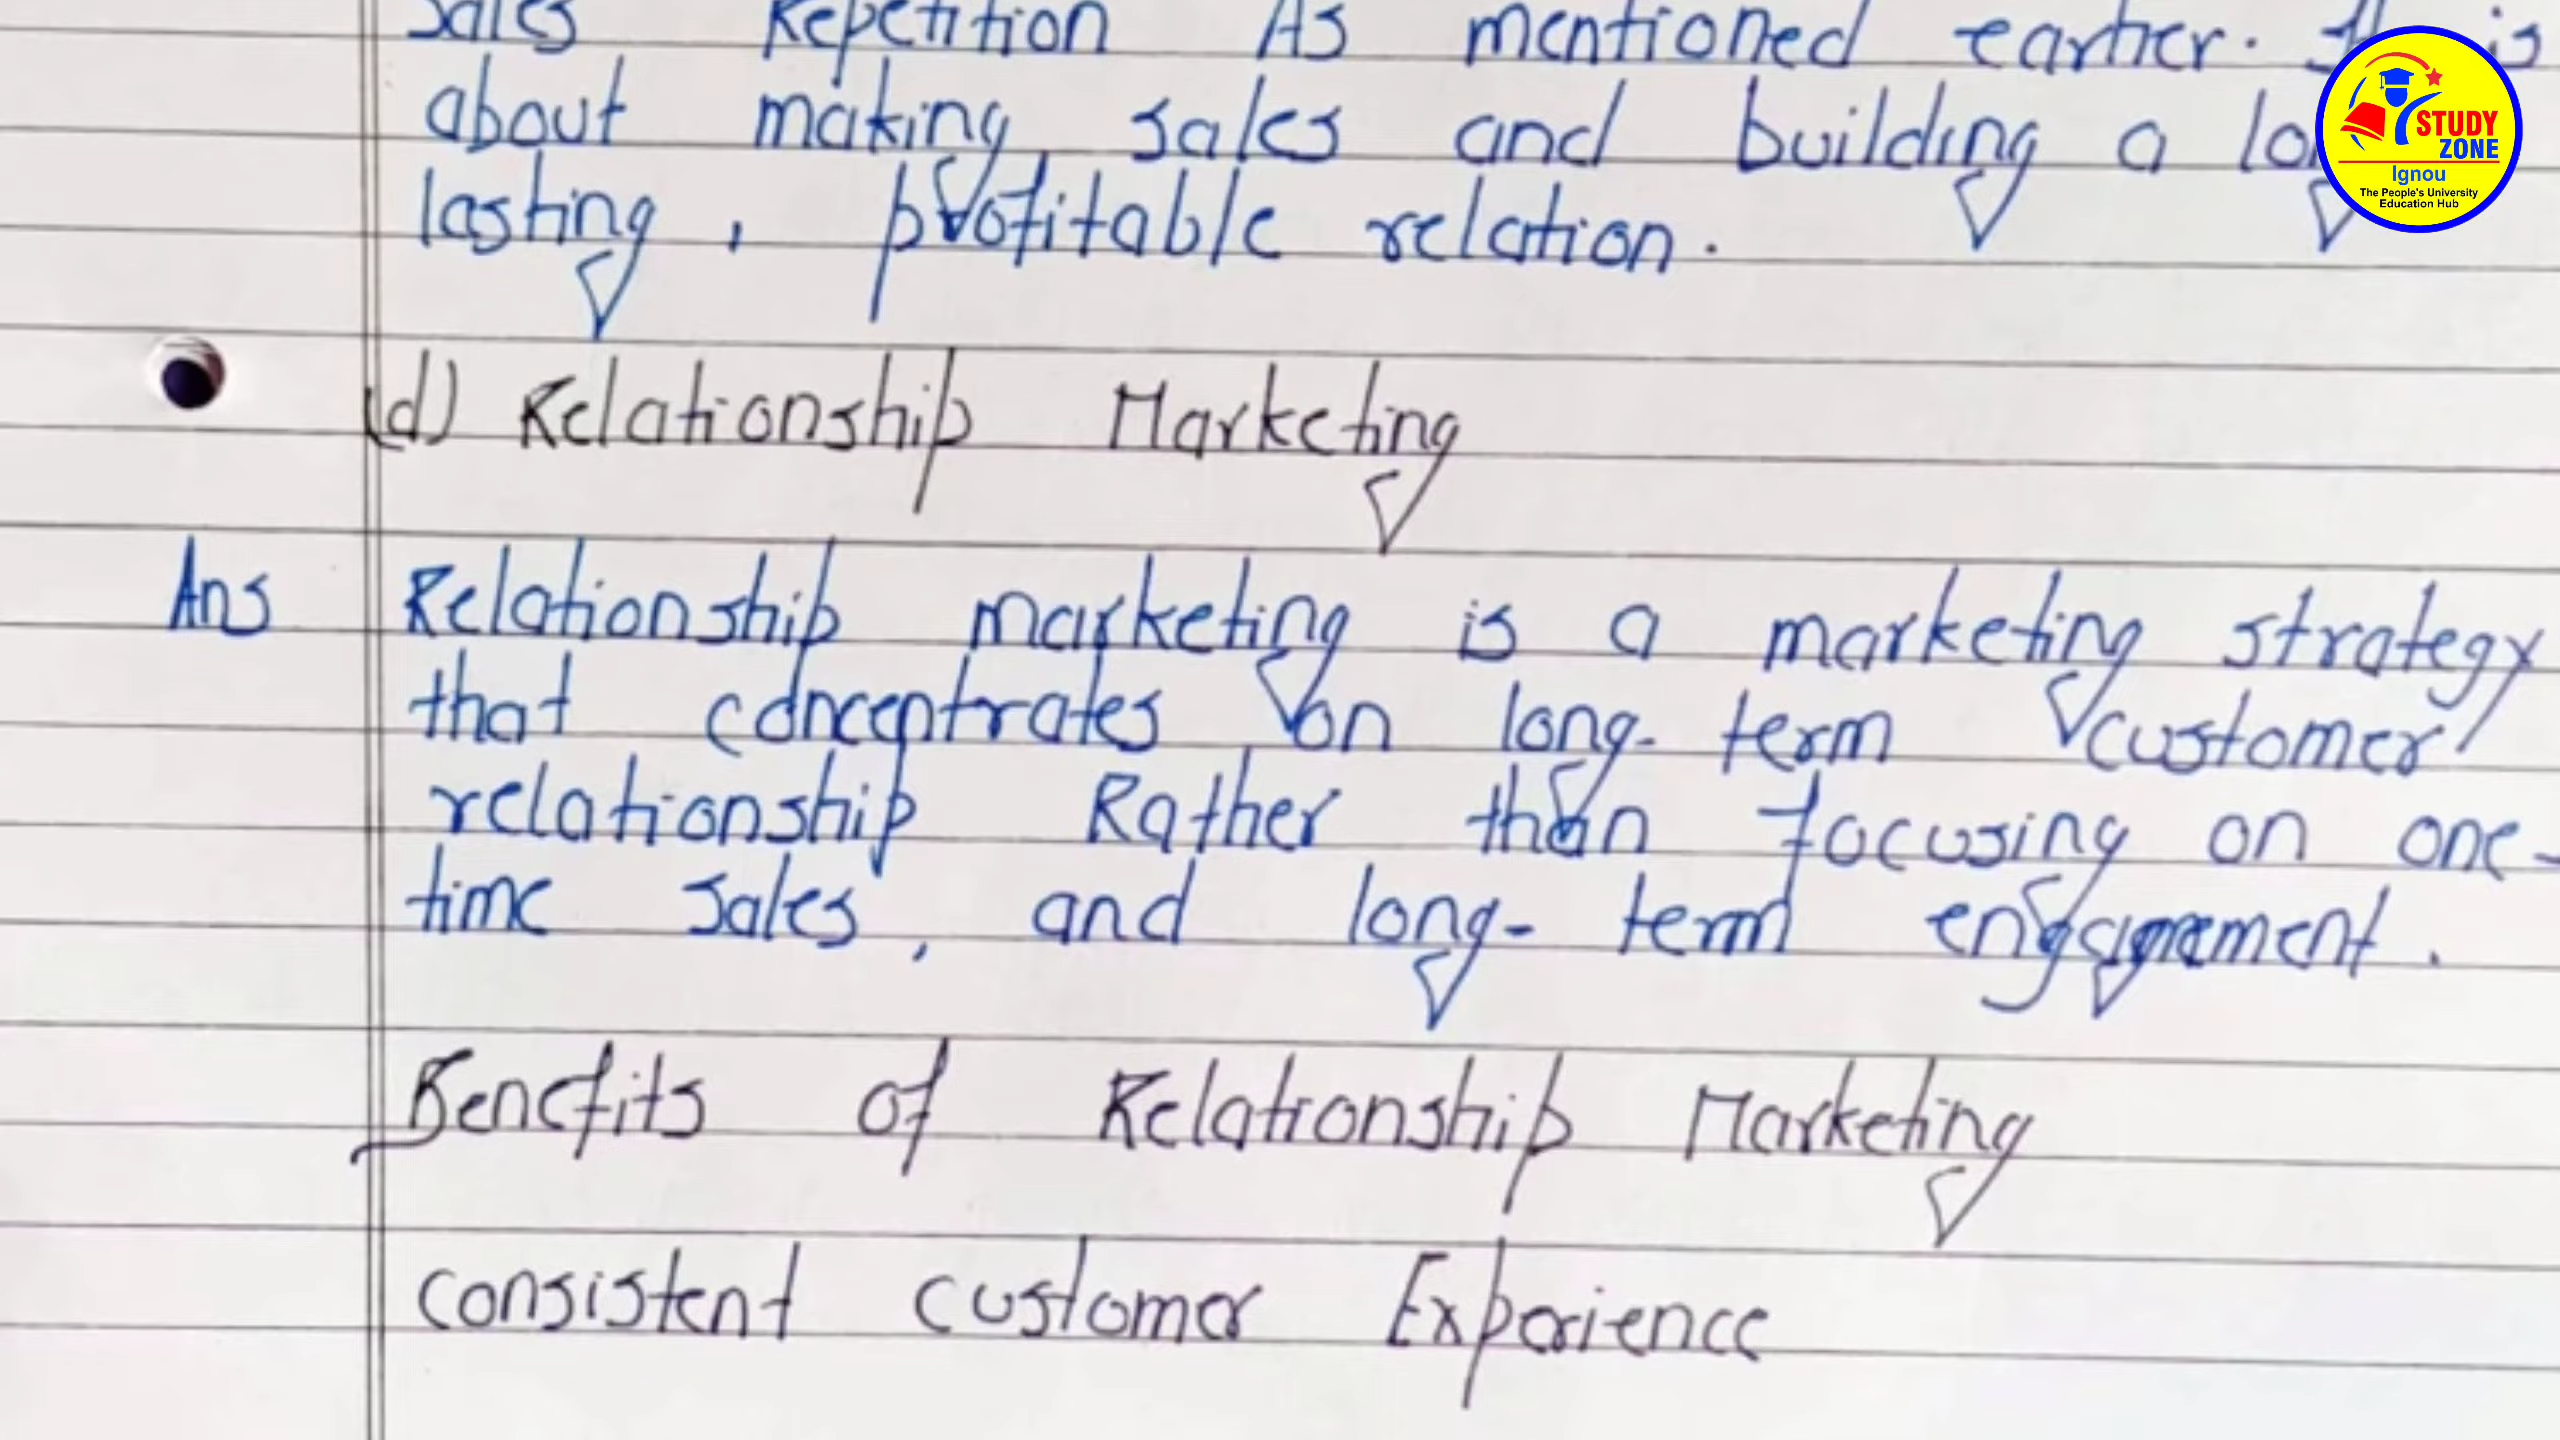 Sales Repetition As mentioned earlier. It is
about making sales and building a
lasting, profitable relation.
(d) Relationship Marketing
Ans Relationship marketing is a marketing strategy
that concentrates on long-term customer
relationship Rather than focusing on one-
time sales, and long-term engagement.
Benefits of Relationship Marketing
consistent customer Experience
STUDY
ZONE
Ignou
The People's University
Education Hub